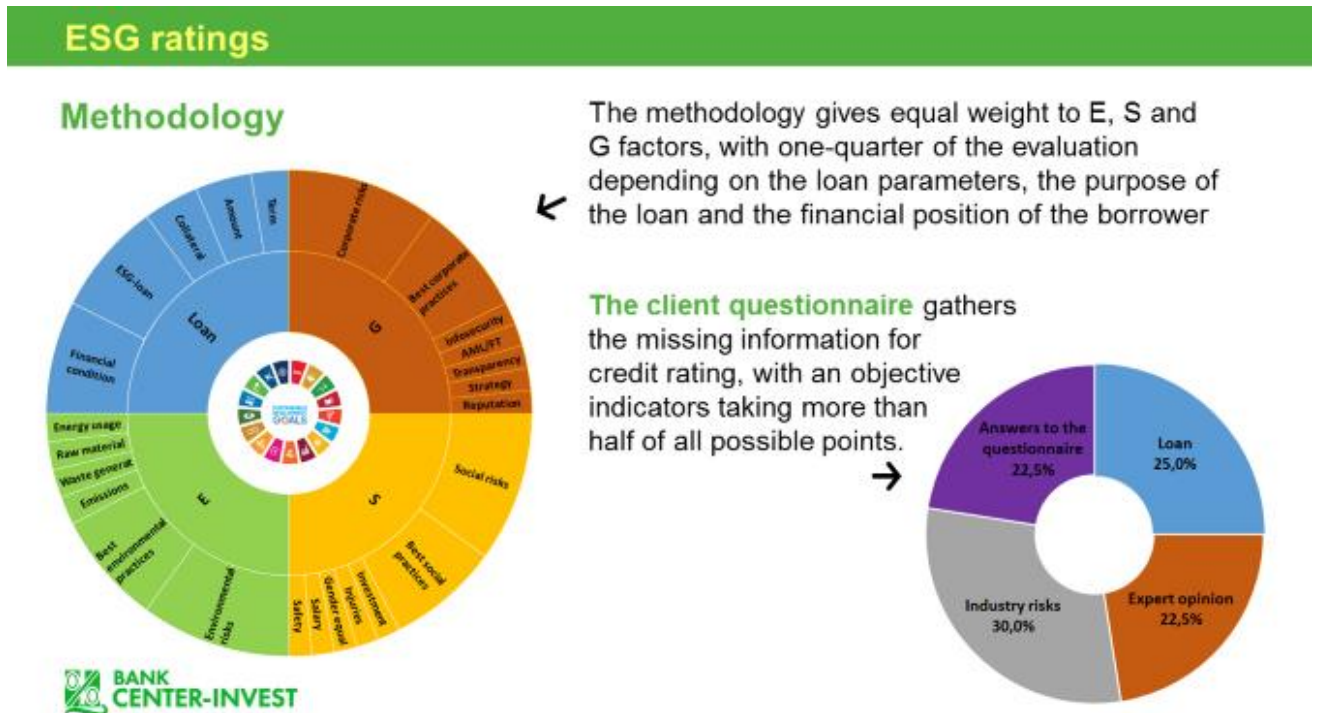 ESG ratings
Methodology
The methodology gives equal weight to E, S and
G factors, with one-quarter of the evaluation
depending on the loan parameters, the purpose of
the loan and the financial position of the borrower
Term
Amount
Collateral
ESG-loan
Financial
condition
Loan
Corporate risks
Best corporate
practices
Infosecurity
AML/FT
Transparency
Strategy
Reputation
G
Energy usage
Raw material
Waste generat
Emissions
Best
environmental
practices
Environmental
risks
E
Social risks
Best social
practices
Investment
Injuries
Gender equal
Salary
Safety
S
SUSTAINABLE
DEVELOPMENT
GOALS
The client questionnaire gathers
the missing information for
credit rating, with an objective
indicators taking more than
half of all possible points.
Answers to the
questionnaire
22,5%
Loan
25,0%
Industry risks
30,0%
Expert opinion
22,5%
BANK
CENTER-INVEST